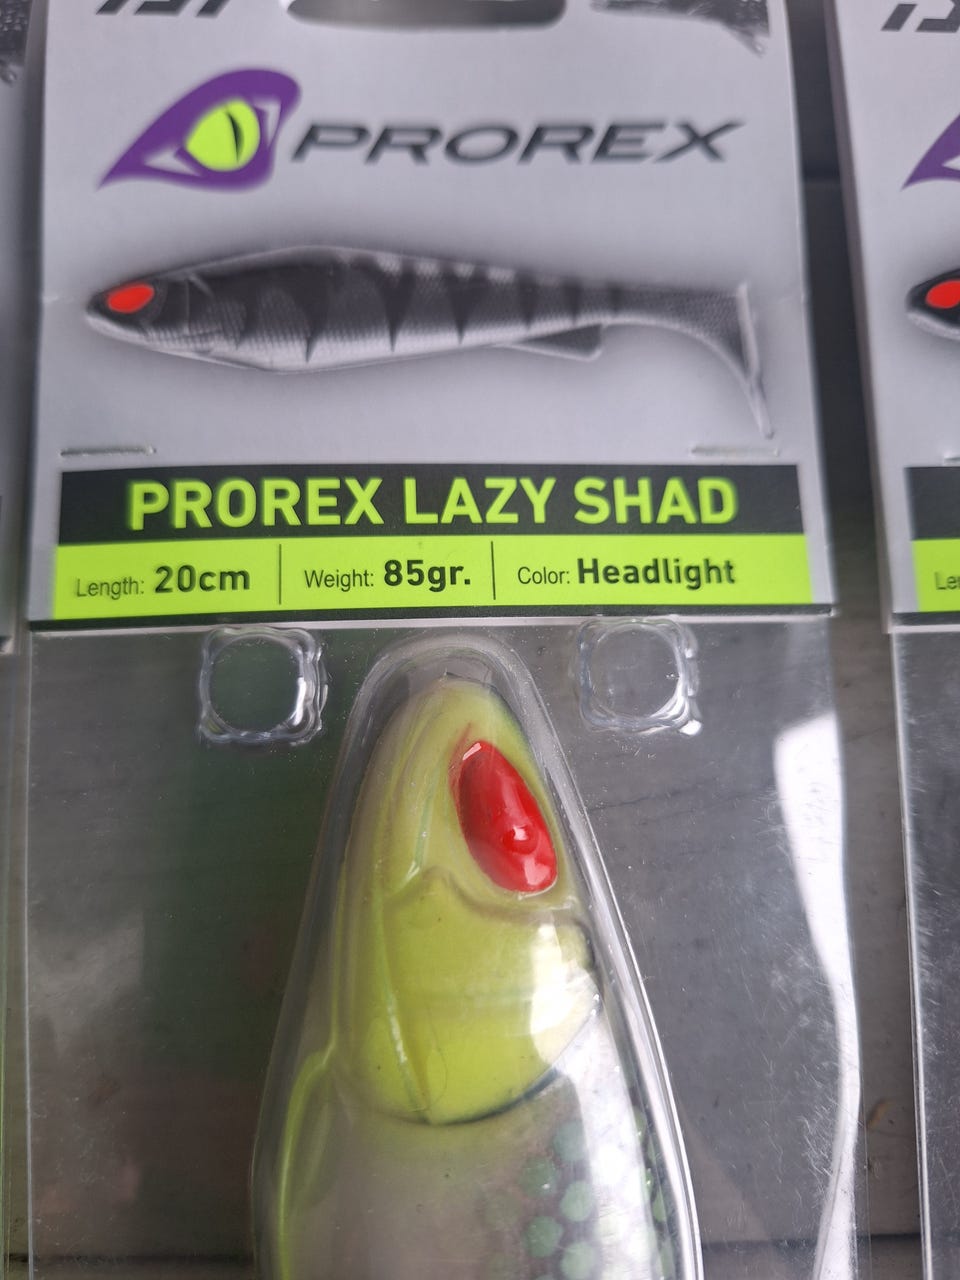 PROREX
PROREX LAZY SHAD
Length: 20cm
Weight: 85gr.
Color: Headlight